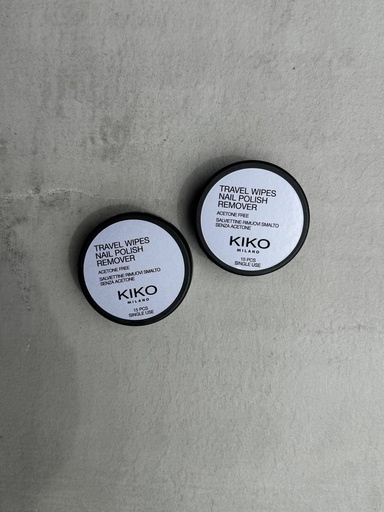 TRAVEL WIPES
NAIL POLISH
REMOVER
ACETONE FREE
SALVIETTINE RIMUOVI SMALTO
SENZA ACETONE
KIKO
MILANO
15 PCS
SINGLE USE
TRAVEL WIPES
NAIL POLISH
REMOVER
ACETONE FREE
SALVIETTINE RIMUOVI SMALTO
SENZA ACETONE
KIKO
MILANO
15 PCS
SINGLE USE